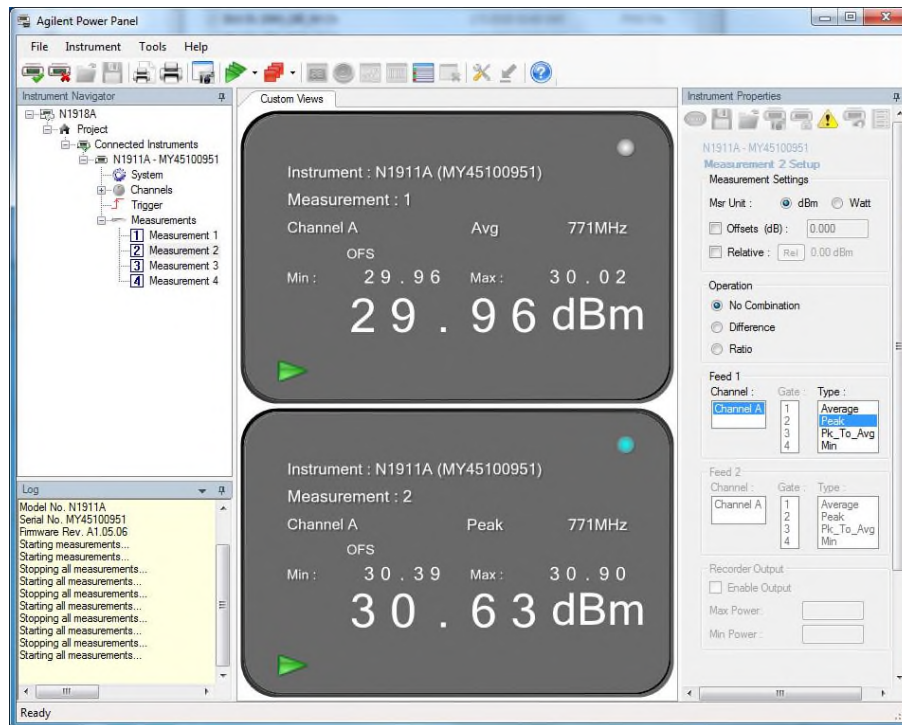 Agilent Power Panel
File Instrument Tools Help
Instrument Navigator
N1918A
Project
Connected Instruments
N1911A - MY45100951
System
Channels
Trigger
Measurements
1 Measurement 1
2 Measurement 2
3 Measurement 3
4 Measurement 4
Log
Model No. N1911A
Serial No. MY45100951
Firmware Rev. A1.05.06
Starting measurements...
Starting measurements...
Stopping all measurements...
Starting all measurements...
Stopping all measurements...
Starting all measurements...
Stopping all measurements...
Starting all measurements...
Stopping all measurements...
Starting all measurements...
Ready
Custom Views
Instrument : N1911A (MY45100951)
Measurement : 1
Channel A Avg 771MHz
OFS
Min : 29.96 Max : 30.02
29.96 dBm
Instrument : N1911A (MY45100951)
Measurement : 2
Channel A Peak 771MHz
OFS
Min : 30.39 Max : 30.90
30.63 dBm
Instrument Properties
N1911A - MY45100951
Measurement 2 Setup
Measurement Settings
Msr Unit : dBm Watt
Offsets (dB) : 0.000
Relative : Rel 0.00 dBm
Operation
No Combination
Difference
Ratio
Feed 1
Channel : Gate : Type :
Channel A 1 Average
2 Peak
3 Pk_To_Avg
4 Min
Feed 2
Channel : Gate : Type :
Channel A 1 Average
2 Peak
3 Pk_To_Avg
4 Min
Recorder Output
Enable Output
Max Power:
Min Power :